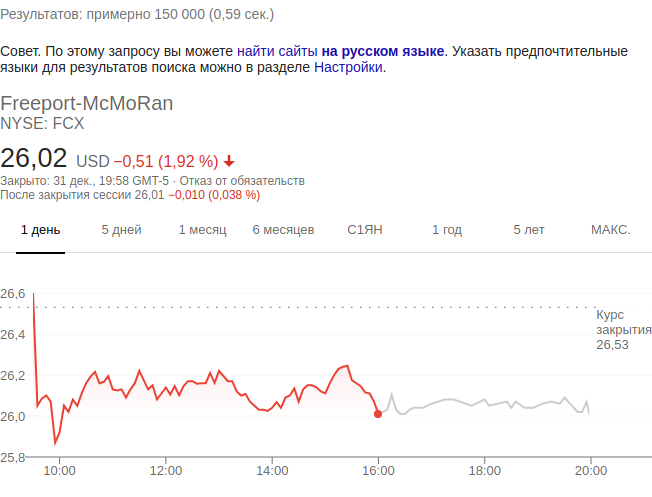 Результатов: примерно 150 000 (0,59 сек.)
Совет. По этому запросу вы можете найти сайты на русском языке. Указать предпочтительные
языки для результатов поиска можно в разделе Настройки.
Freeport-McMoRan
NYSE: FCX
26,02 USD −0,51 (1,92 %)
Закрыто: 31 дек., 19:58 GMT-5 · Отказ от обязательств
После закрытия сессии 26,01 −0,010 (0,038 %)
1 день 5 дней 1 месяц 6 месяцев С1ЯН 1 год 5 лет МАКС.
26,6
Курс
закрытия
26,53
26,4
26,2
26,0
25,8
10:00 12:00 14:00 16:00 18:00 20:00